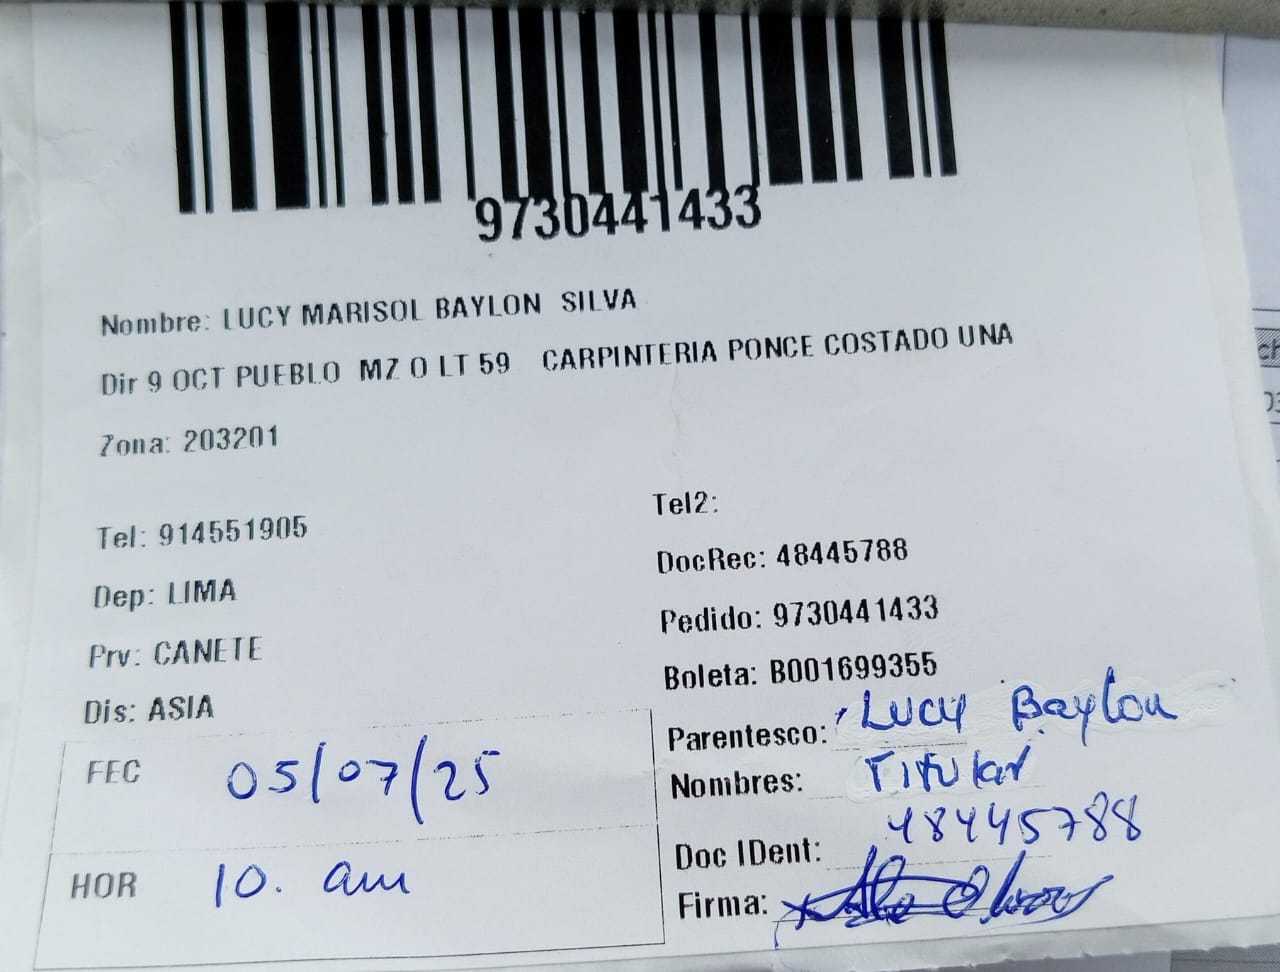 9730441433
Nombre: LUCY MARISOL BAYLON SILVA
Dir 9 OCT PUEBLO MZ O LT 59 CARPINTERIA PONCE COSTADO UNA
Zona: 203201
Tel: 914551905
Dep: LIMA
Prv: CANETE
Dis: ASIA
FEC 05/07/25
HOR 10. am
Tel2:
DocRec: 48445788
Pedido: 9730441433
Boleta: B001699355
Parentesco: Lucy Baylon
Nombres: Titular
Doc IDent: 48445788
Firma: